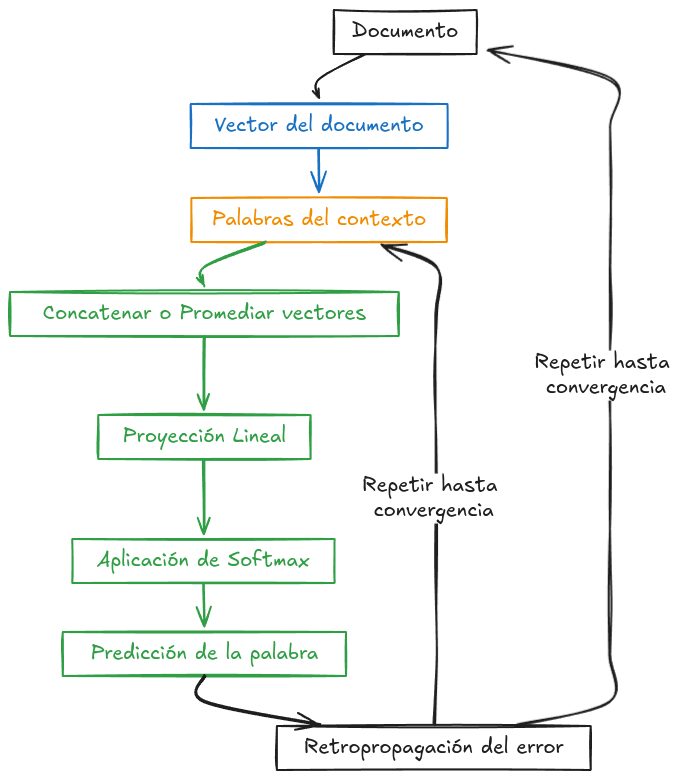 Documento
Vector del documento
Palabras del contexto
Concatenar o Promediar vectores
Repetir hasta
convergencia
Proyección Lineal
Repetir hasta
convergencia
Aplicación de Softmax
Predicción de la palabra
Retropropagación del error